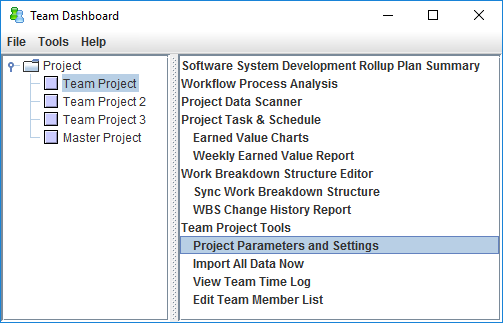 Team Dashboard
File Tools Help
Project
Team Project
Team Project 2
Team Project 3
Master Project
Software System Development Rollup Plan Summary
Workflow Process Analysis
Project Data Scanner
Project Task & Schedule
Earned Value Charts
Weekly Earned Value Report
Work Breakdown Structure Editor
Sync Work Breakdown Structure
WBS Change History Report
Team Project Tools
Project Parameters and Settings
Import All Data Now
View Team Time Log
Edit Team Member List